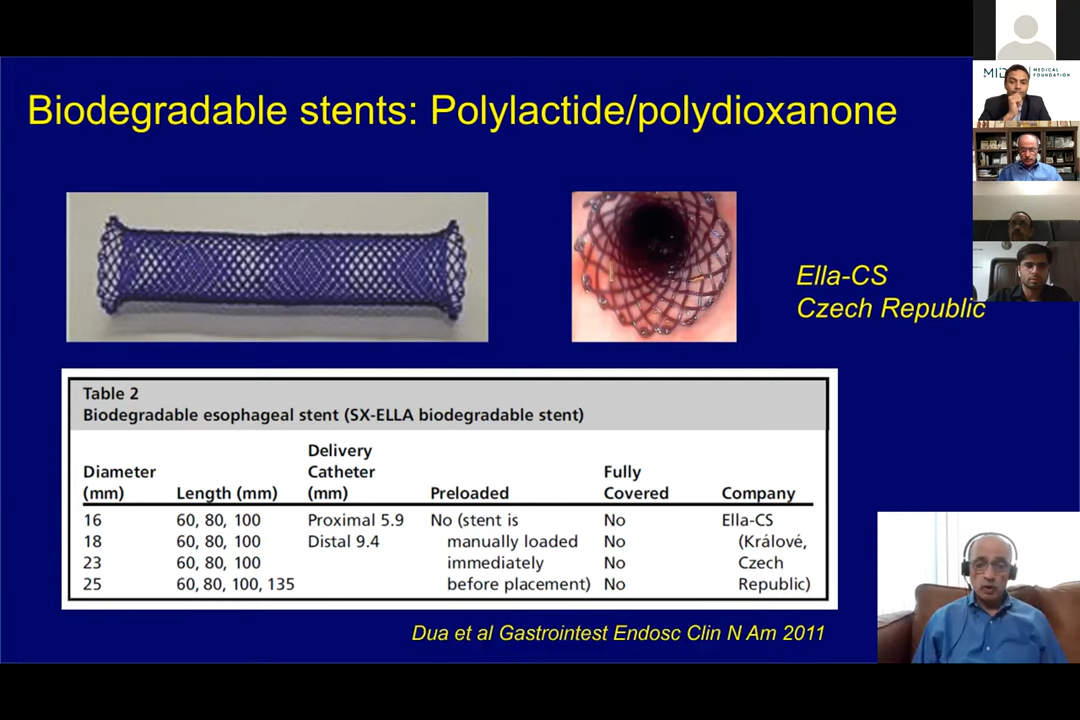 MEDICAL
FOUNDATION
Biodegradable stents: Polylactide/polydioxanone
Ella-CS
Czech Republic
Table 2
Biodegradable esophageal stent (SX-ELLA biodegradable stent)
Diameter (mm) Length (mm) Delivery Catheter (mm) Preloaded Fully Covered Company
16 60, 80, 100 Proximal 5.9 No (stent is No Ella-CS
18 60, 80, 100 Distal 9.4 manually loaded No (Králové,
23 60, 80, 100 immediately No Czech
25 60, 80, 100, 135 before placement) No Republic)
Dua et al Gastrointest Endosc Clin N Am 2011